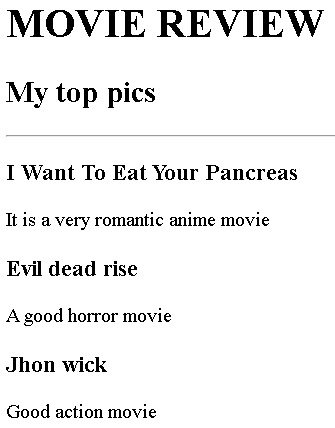 MOVIE REVIEW
My top pics
I Want To Eat Your Pancreas
It is a very romantic anime movie
Evil dead rise
A good horror movie
Jhon wick
Good action movie